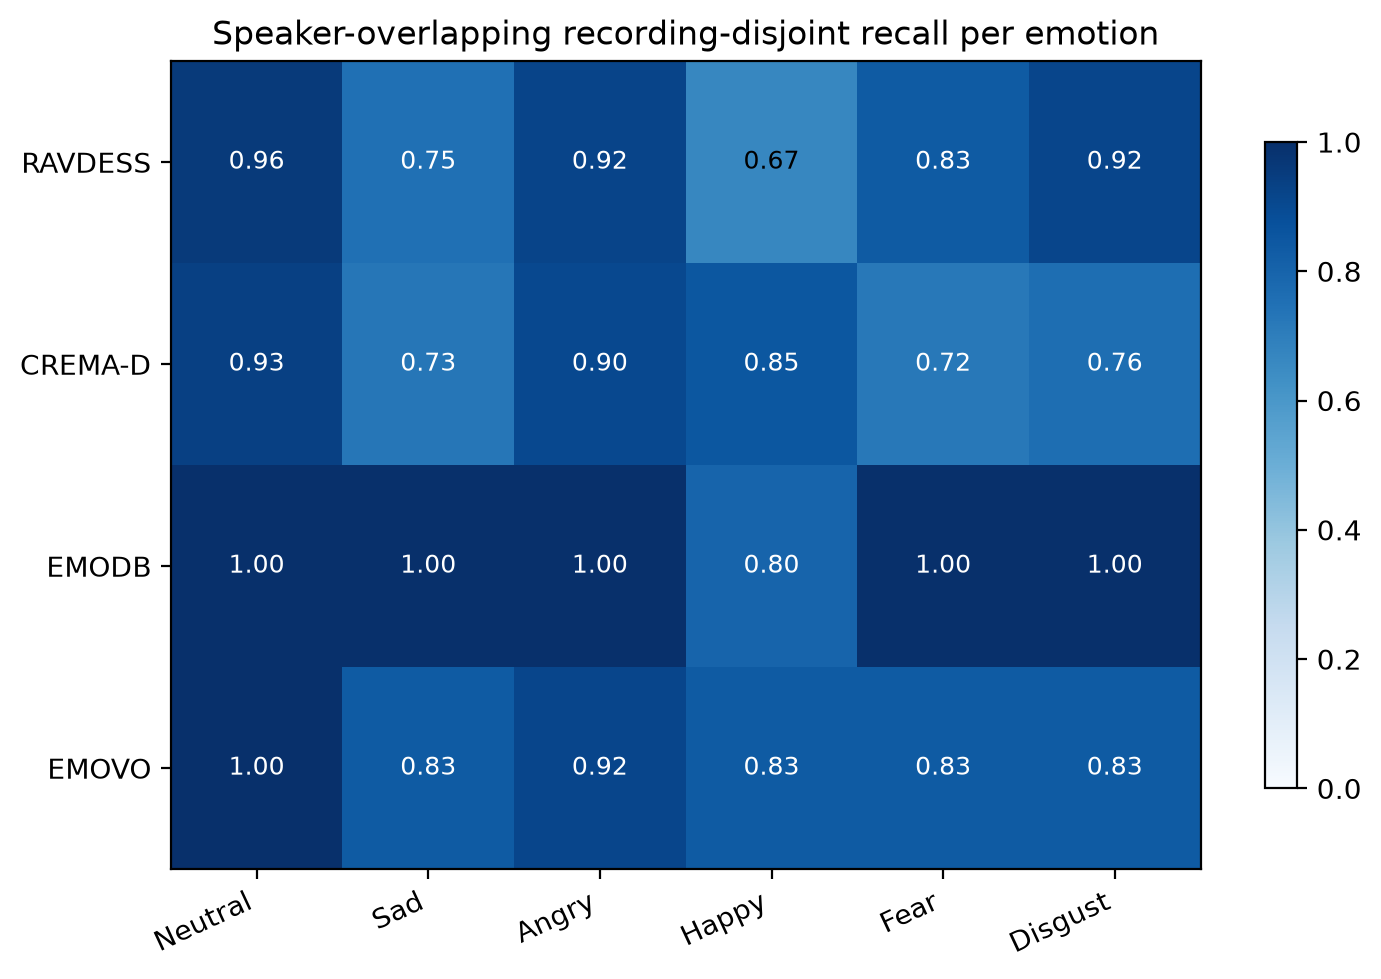 Speaker-overlapping recording-disjoint recall per emotion
RAVDESS 0.96 0.75 0.92 0.67 0.83 0.92
CREMA-D 0.93 0.73 0.90 0.85 0.72 0.76
EMODB 1.00 1.00 1.00 0.80 1.00 1.00
EMOVO 1.00 0.83 0.92 0.83 0.83 0.83
Neutral Sad Angry Happy Fear Disgust
1.0
0.8
0.6
0.4
0.2
0.0